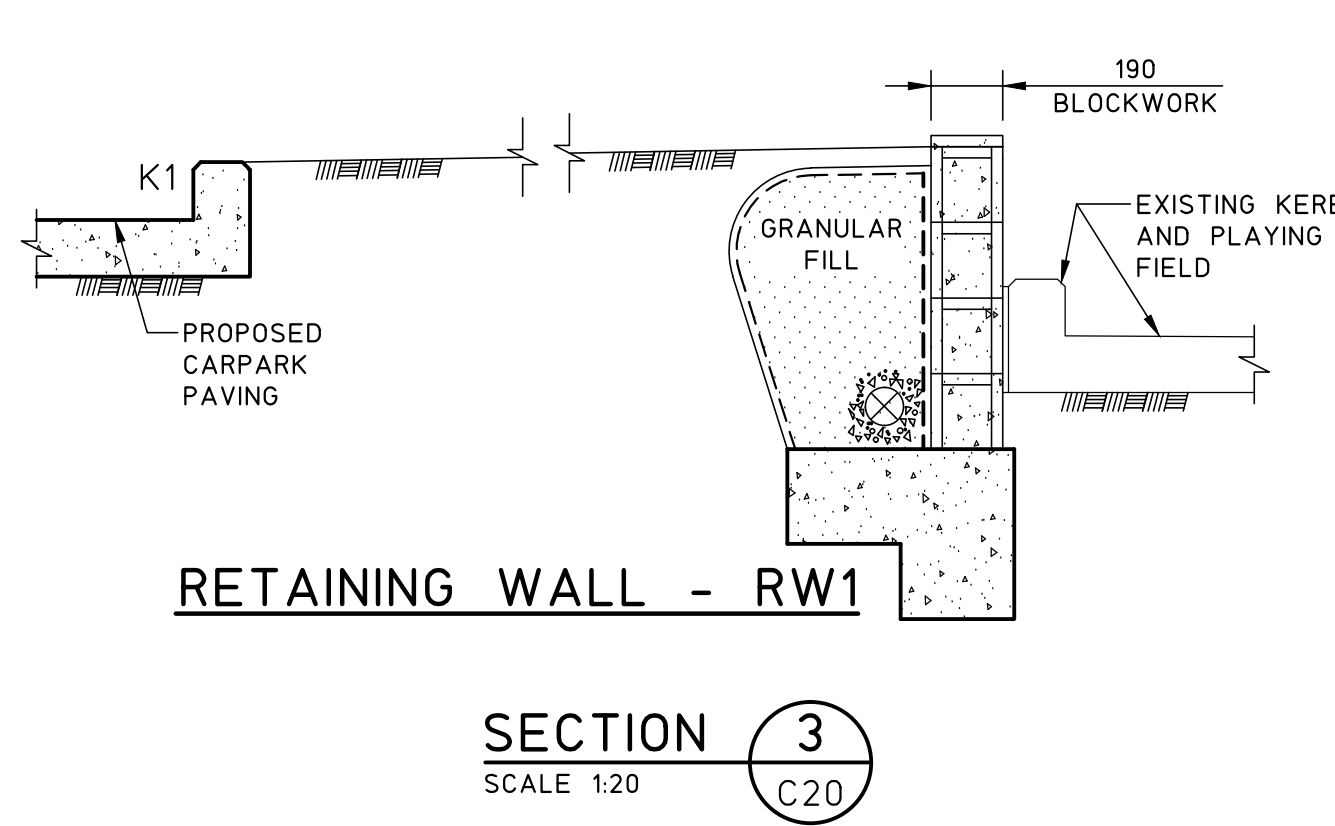 190
BLOCKWORK
K1
EXISTING KERB
AND PLAYING
FIELD
GRANULAR
FILL
PROPOSED
CARPARK
PAVING
RETAINING WALL - RW1
SECTION 3
SCALE 1:20 C20